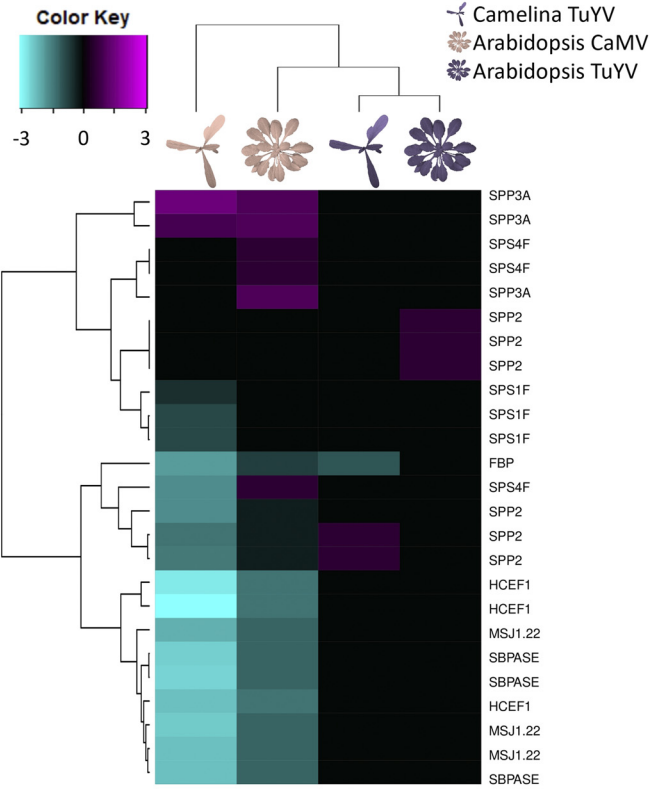 Color Key
-3 0 3
Camelina TuYV
Arabidopsis CaMV
Arabidopsis TuYV
SPP3A
SPP3A
SPS4F
SPS4F
SPP3A
SPP2
SPP2
SPP2
SPS1F
SPS1F
SPS1F
FBP
SPS4F
SPP2
SPP2
SPP2
HCEF1
HCEF1
MSJ1.22
SBPASE
SBPASE
HCEF1
MSJ1.22
MSJ1.22
SBPASE